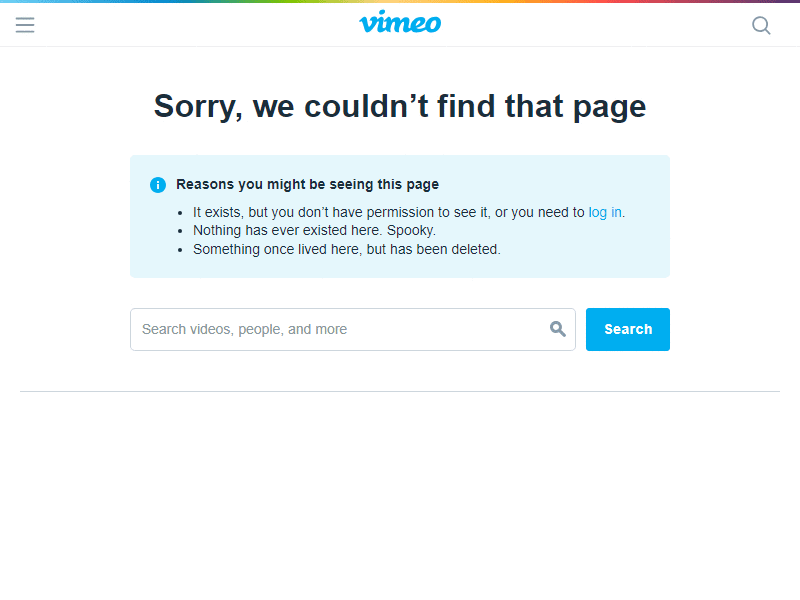 vimeo
Sorry, we couldn’t find that page
Reasons you might be seeing this page
It exists, but you don’t have permission to see it, or you need to log in.
Nothing has ever existed here. Spooky.
Something once lived here, but has been deleted.
Search videos, people, and more
Search